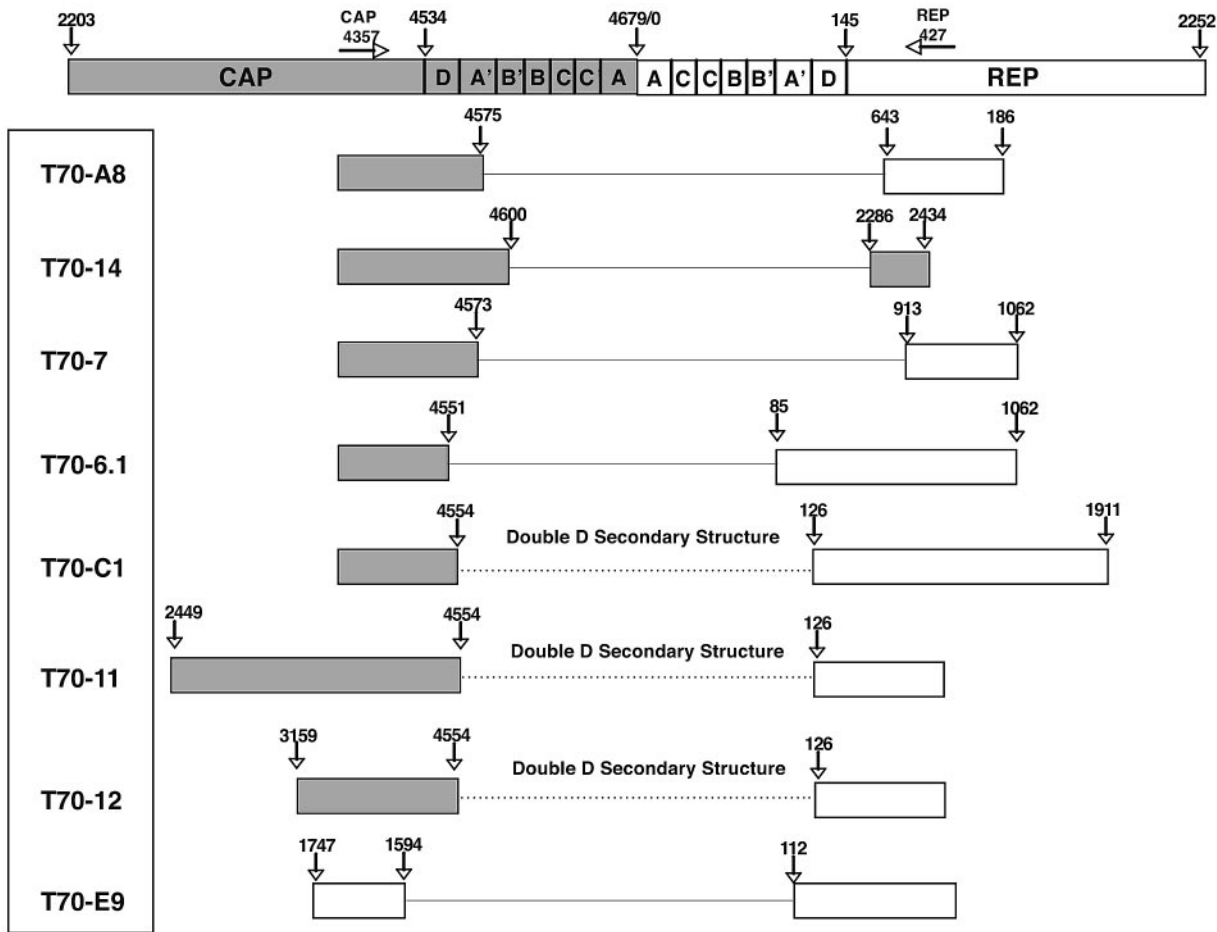 2203 CAP 4357 4534 4679/0 145 REP 427 2252
CAP D A' B' B C C A A C C B B' A' D REP
4575 643 186
T70-A8
4600 2286 2434
T70-14
4573 913 1062
T70-7
4551 85 1062
T70-6.1
4554 Double D Secondary Structure 126 1911
T70-C1
2449 4554 Double D Secondary Structure 126
T70-11
3159 4554 Double D Secondary Structure 126
T70-12
1747 1594 112
T70-E9